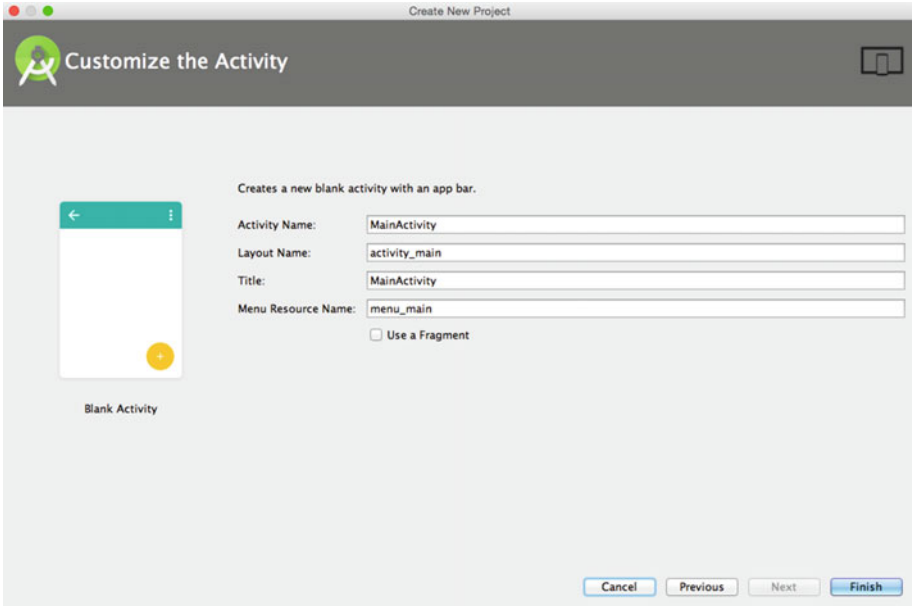 Create New Project
Customize the Activity
Creates a new blank activity with an app bar.
Activity Name: MainActivity
Layout Name: activity_main
Title: MainActivity
Menu Resource Name: menu_main
Use a Fragment
Blank Activity
Cancel Previous Next Finish